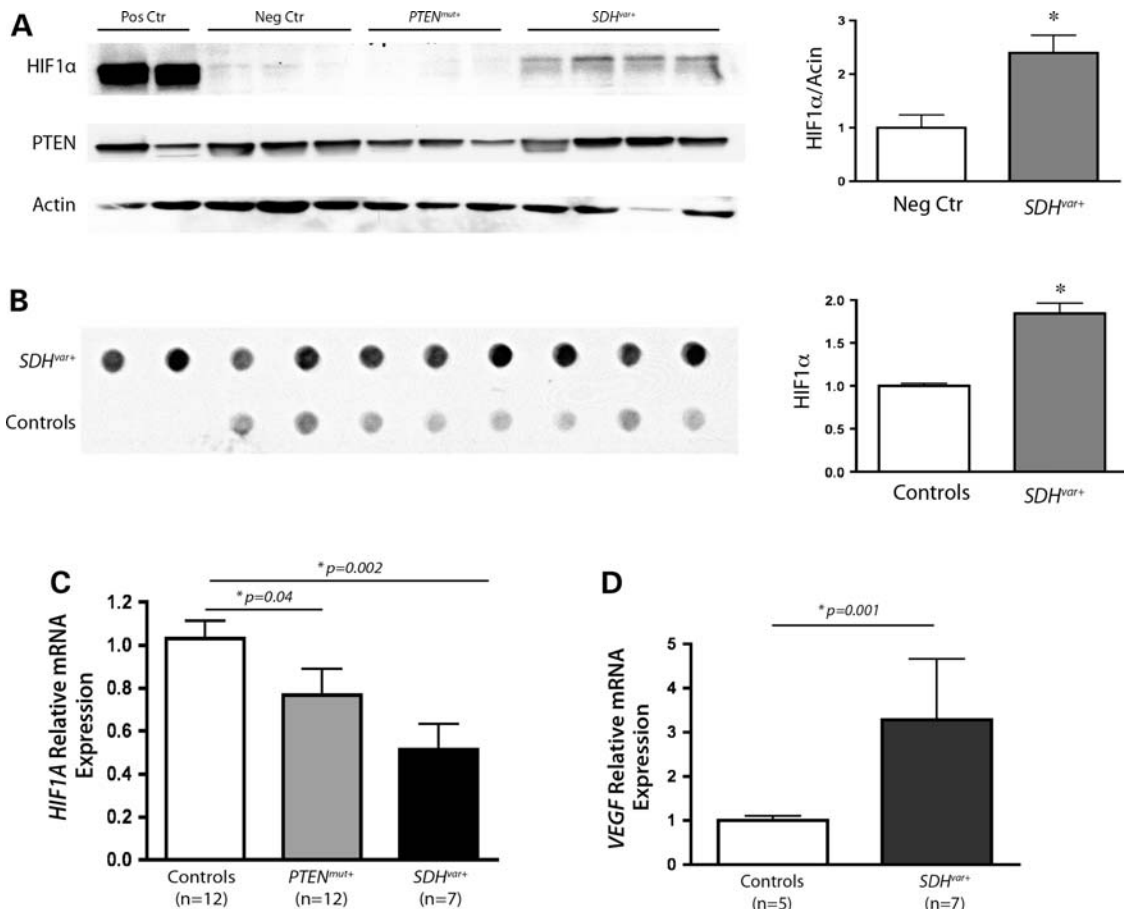 A
Pos Ctr
Neg Ctr
PTENmut+
SDHvar+
HIF1α
PTEN
Actin
*
HIF1α/Acin
3
2
1
0
Neg Ctr
SDHvar+
B
SDHvar+
Controls
*
HIF1α
2.0
1.5
1.0
0.5
0.0
Controls
SDHvar+
C
* p=0.002
* p=0.04
HIF1A Relative mRNA
Expression
1.2
1.0
0.8
0.6
0.4
0.2
0.0
Controls
(n=12)
PTENmut+
(n=12)
SDHvar+
(n=7)
D
* p=0.001
VEGF Relative mRNA
Expression
5
4
3
2
1
0
Controls
(n=5)
SDHvar+
(n=7)